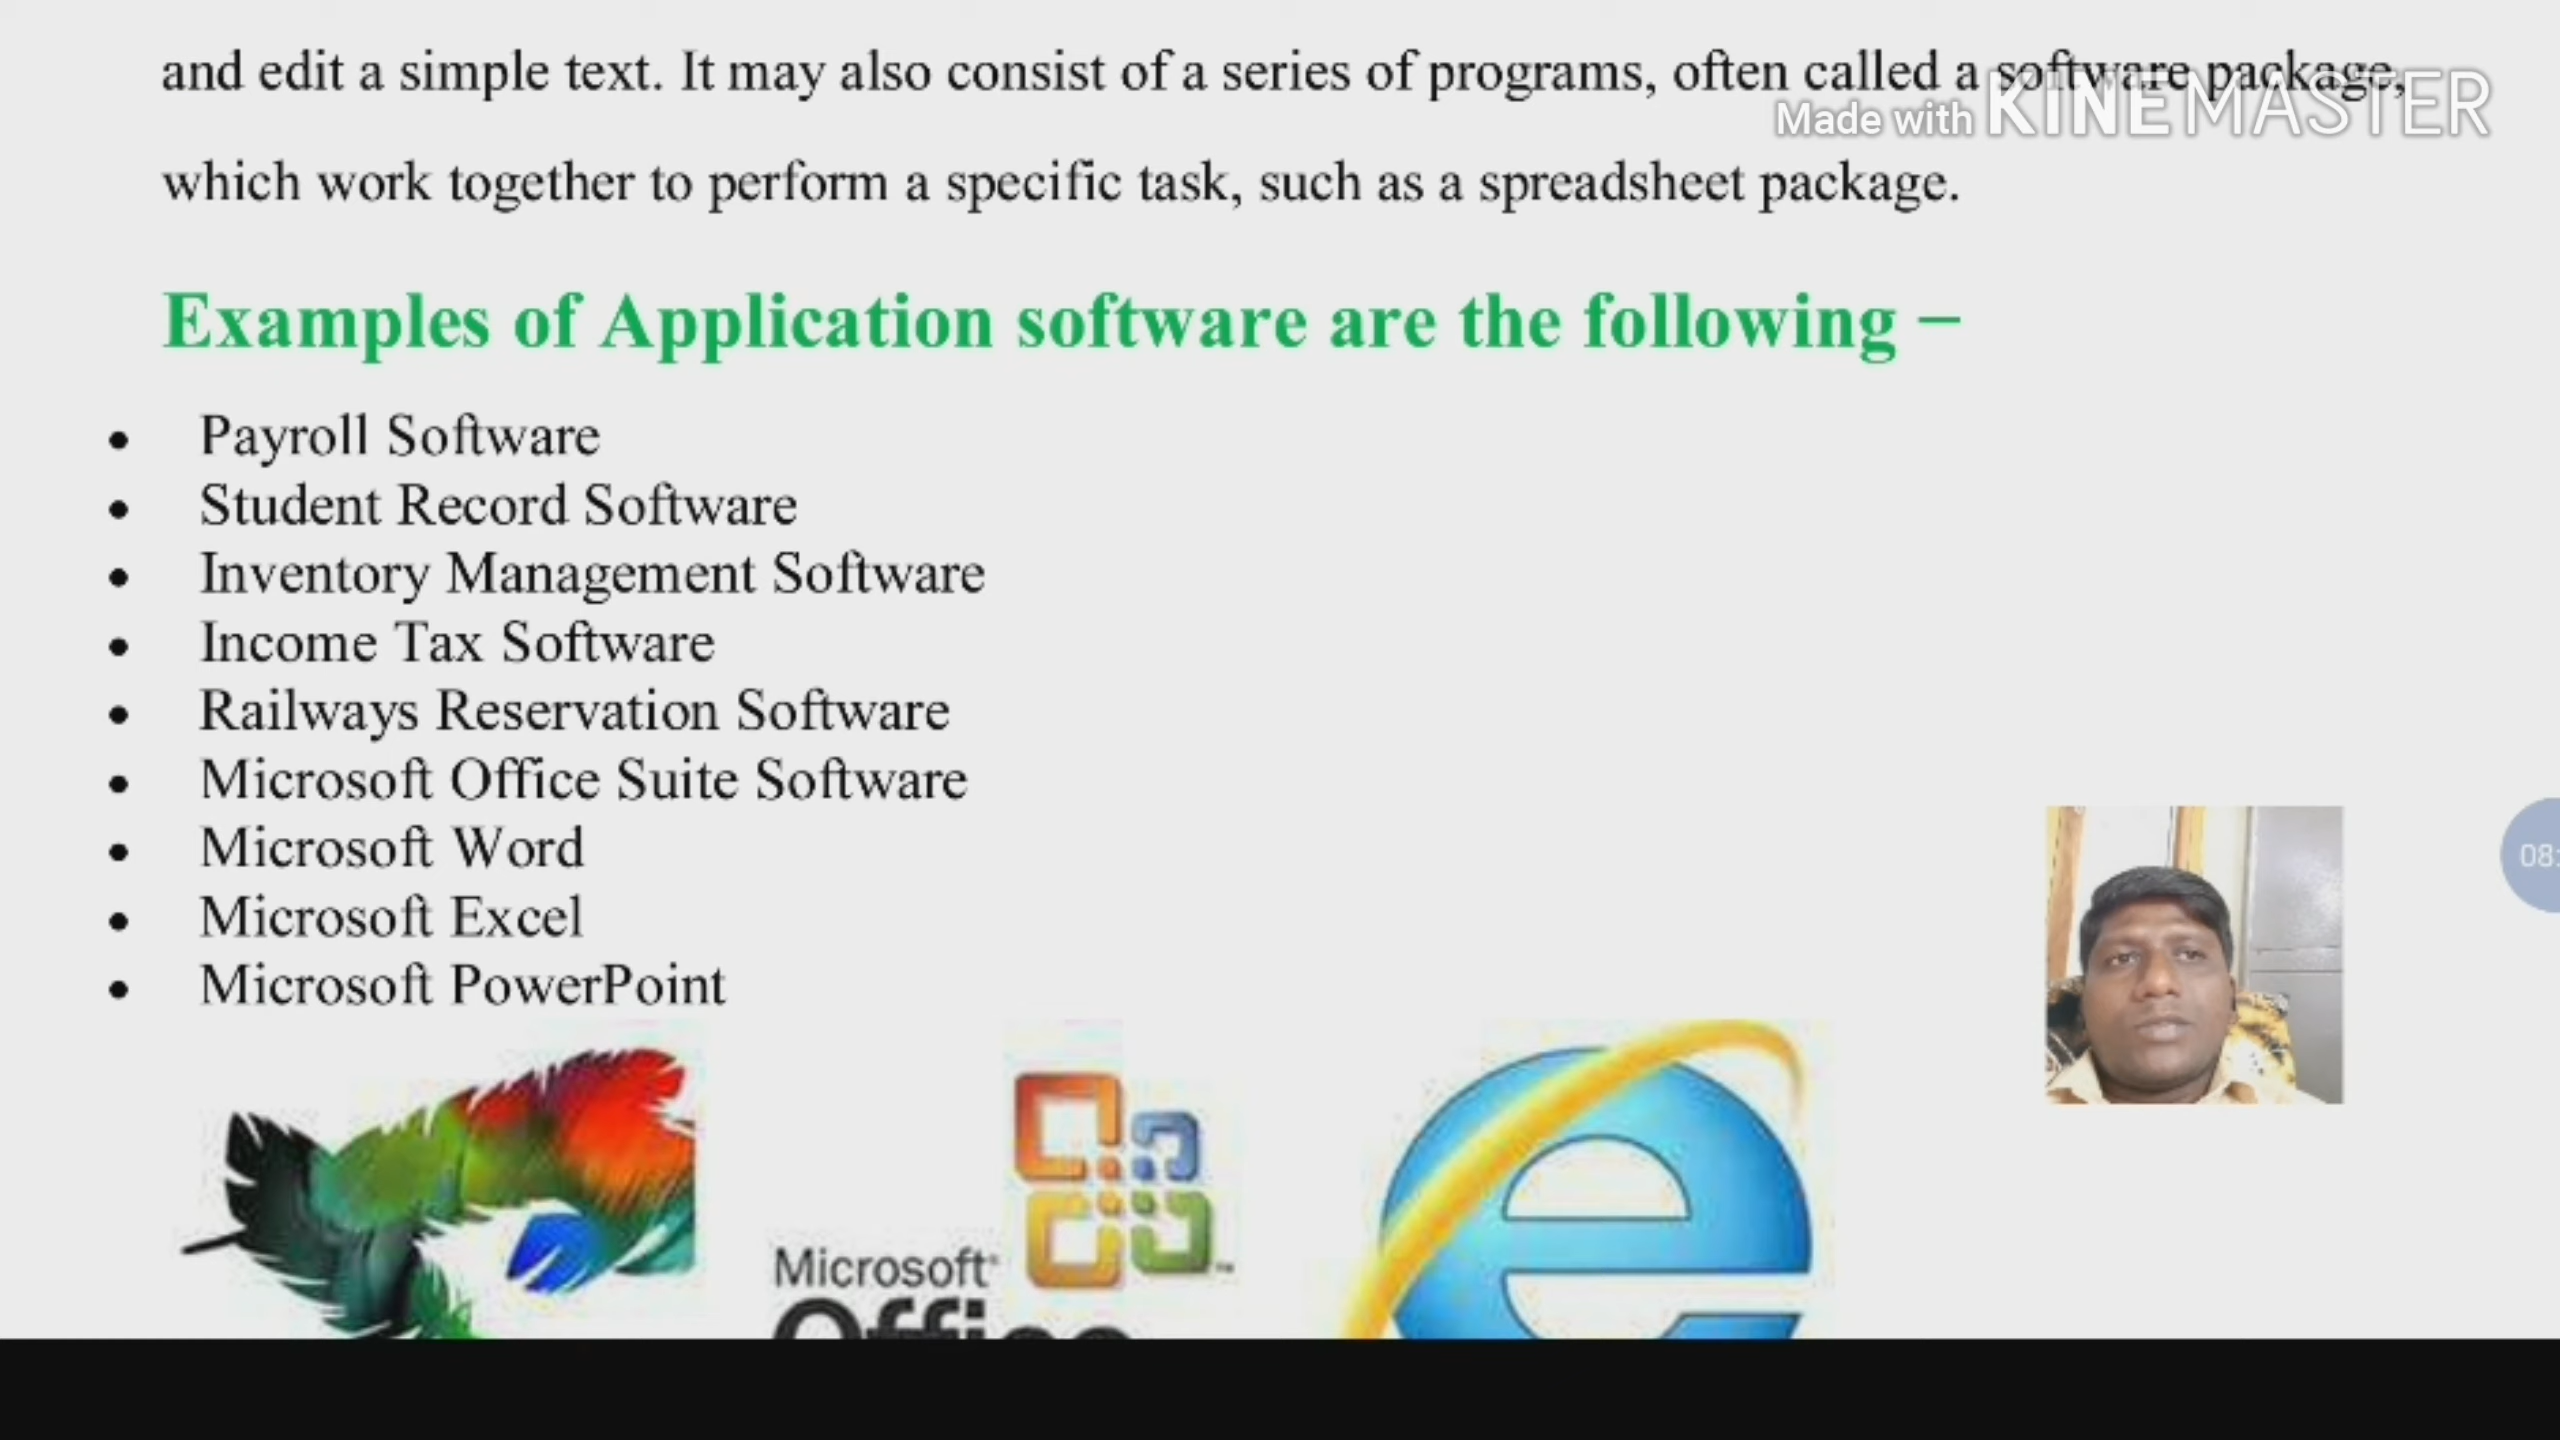 and edit a simple text. It may also consist of a series of programs, often called a software package,
Made with KINEMASTER
which work together to perform a specific task, such as a spreadsheet package.
Examples of Application software are the following –
• Payroll Software
• Student Record Software
• Inventory Management Software
• Income Tax Software
• Railways Reservation Software
• Microsoft Office Suite Software
• Microsoft Word
• Microsoft Excel
• Microsoft PowerPoint
08:
Microsoft®
Office